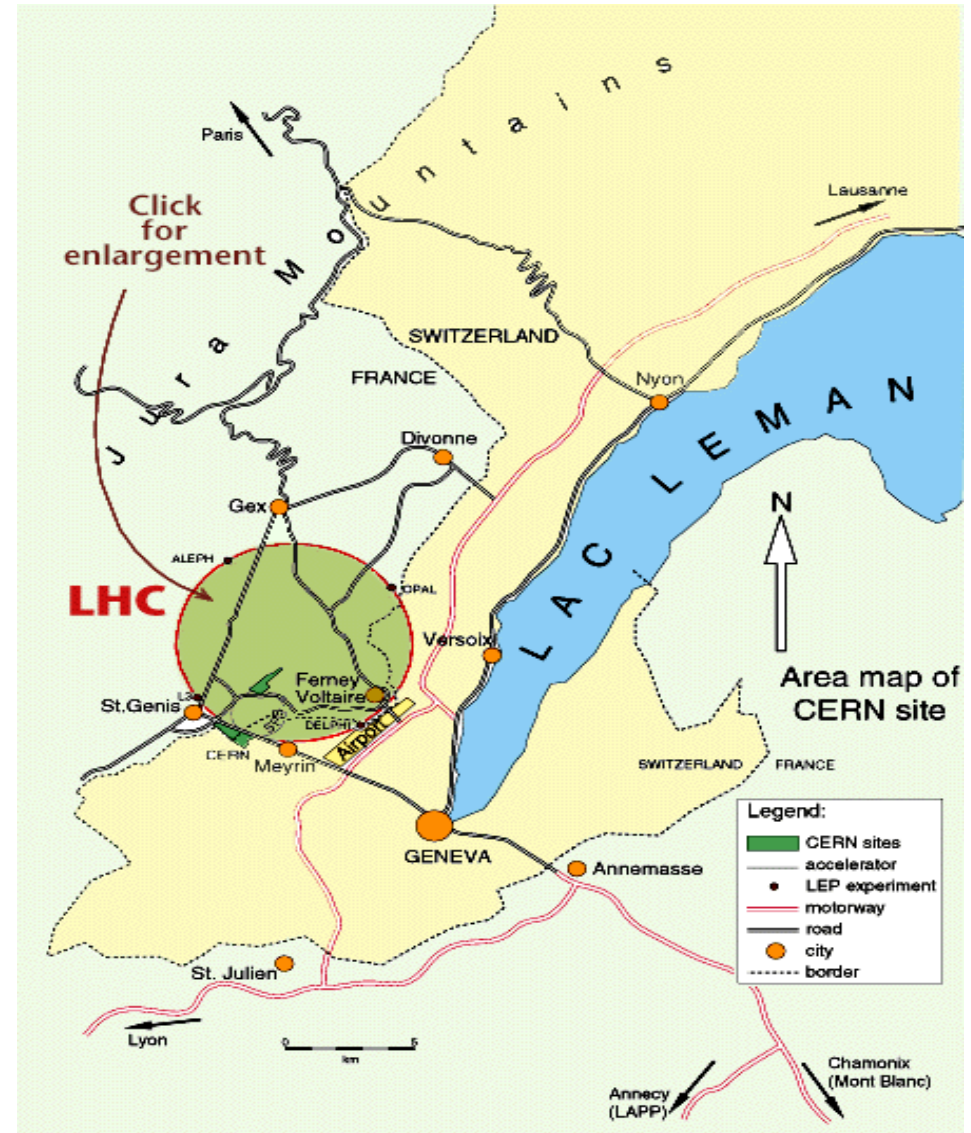 Paris
Jura Mountains
Lausanne
Click
for
enlargement
SWITZERLAND
FRANCE
Nyon
Divonne
LAC LEMAN
Gex
N
ALEPH
OPAL
LHC
Versoix
Ferney
Voltaire
Area map of
CERN site
L3
St.Genis
SPS
DELPHI
Airport
CERN
Meyrin
SWITZERLAND
FRANCE
GENEVA
Annemasse
Legend:
CERN sites
accelerator
LEP experiment
motorway
road
city
border
St. Julien
Lyon
0 5
km
Chamonix
(Mont Blanc)
Annecy
(LAPP)